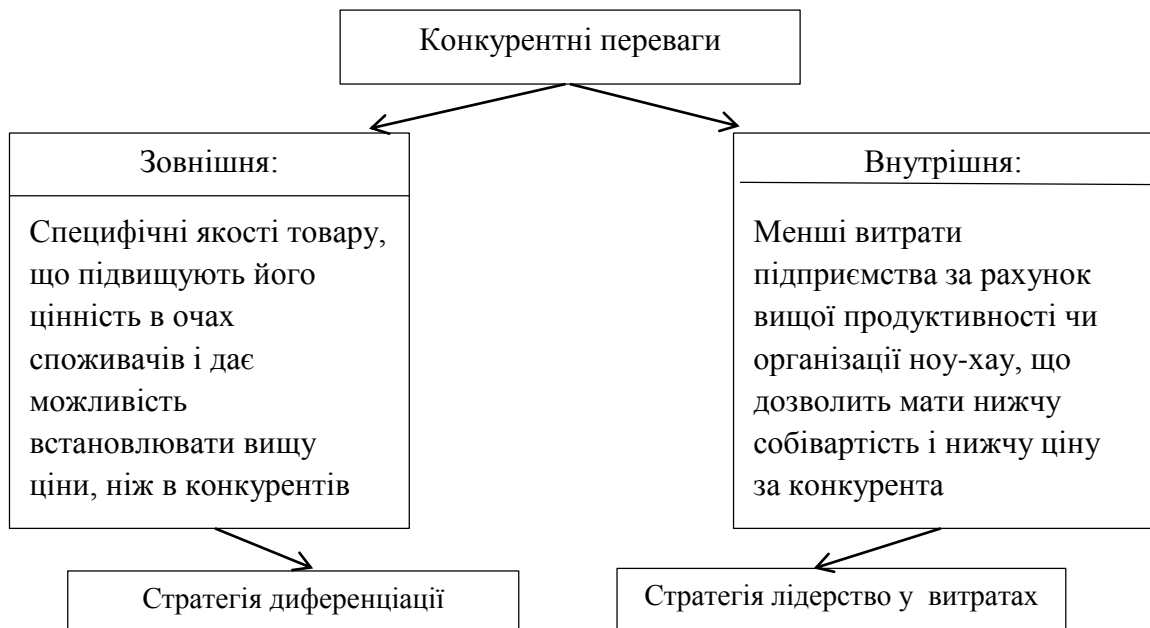 Конкурентні переваги
Зовнішня:
Специфічні якості товару,
що підвищують його
цінність в очах
споживачів і дає
можливість
встановлювати вищу
ціни, ніж в конкурентів
Внутрішня:
Менші витрати
підприємства за рахунок
вищої продуктивності чи
організації ноу-хау, що
дозволить мати нижчу
собівартість і нижчу ціну
за конкурента
Стратегія диференціації
Стратегія лідерство у витратах